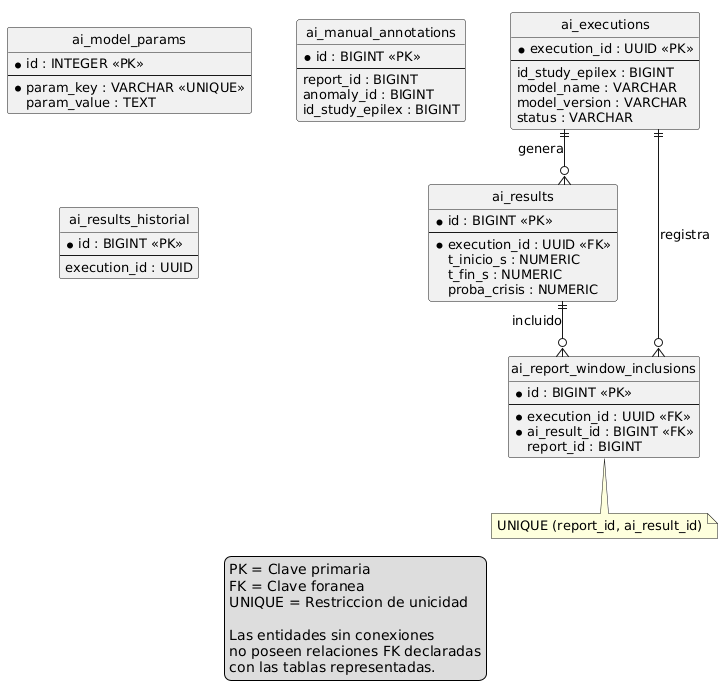 ai_model_params
id : INTEGER «PK»
param_key : VARCHAR «UNIQUE»
param_value : TEXT
ai_manual_annotations
id : BIGINT «PK»
report_id : BIGINT
anomaly_id : BIGINT
id_study_epilex : BIGINT
ai_executions
execution_id : UUID «PK»
id_study_epilex : BIGINT
model_name : VARCHAR
model_version : VARCHAR
status : VARCHAR
genera
registra
ai_results_historial
id : BIGINT «PK»
execution_id : UUID
ai_results
id : BIGINT «PK»
execution_id : UUID «FK»
t_inicio_s : NUMERIC
t_fin_s : NUMERIC
proba_crisis : NUMERIC
incluido
ai_report_window_inclusions
id : BIGINT «PK»
execution_id : UUID «FK»
ai_result_id : BIGINT «FK»
report_id : BIGINT
UNIQUE (report_id, ai_result_id)
PK = Clave primaria
FK = Clave foranea
UNIQUE = Restriccion de unicidad
Las entidades sin conexiones
no poseen relaciones FK declaradas
con las tablas representadas.